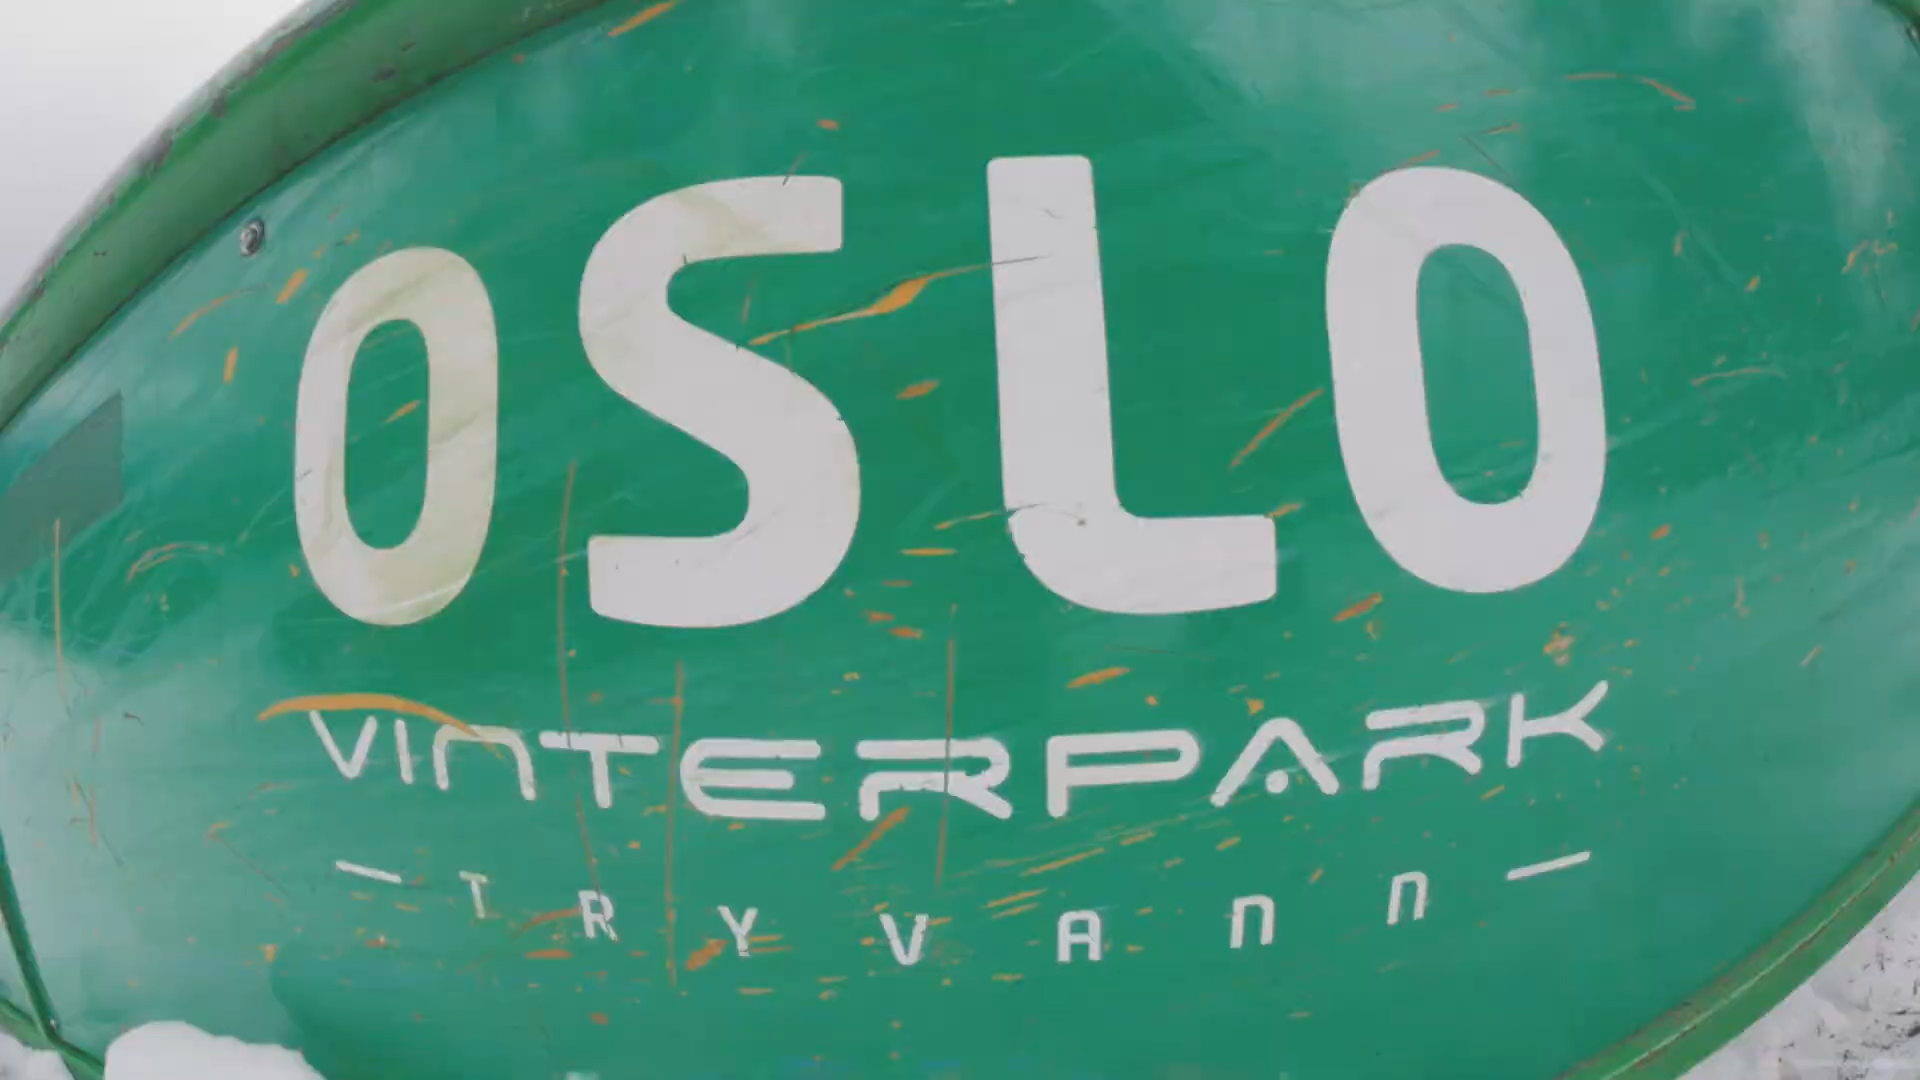 OSLO
VINTERPARK
— TRYVANN —